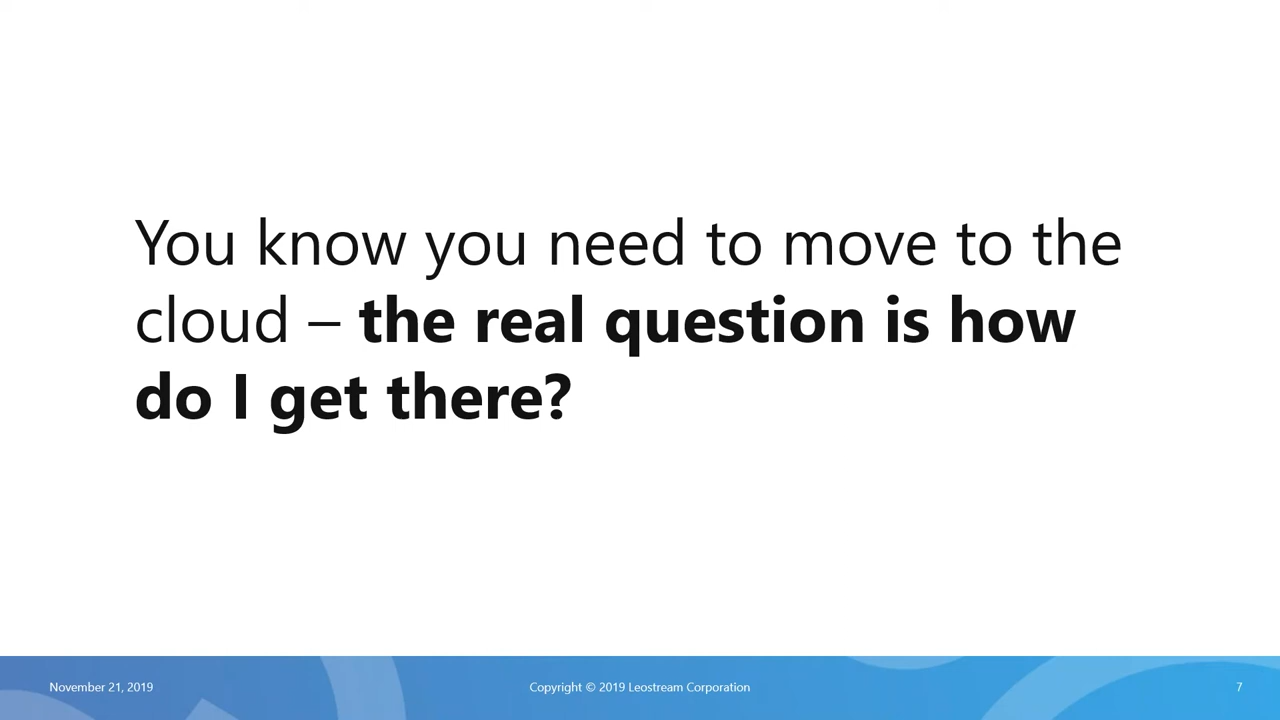 You know you need to move to the
cloud – the real question is how
do I get there?
November 21, 2019
Copyright © 2019 Leostream Corporation
7